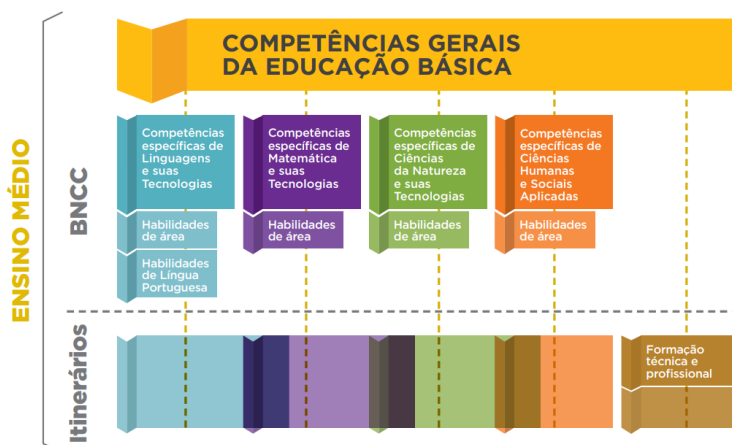 ENSINO MÉDIO
COMPETÊNCIAS GERAIS
DA EDUCAÇÃO BÁSICA
BNCC
Competências
específicas de
Linguagens
e suas
Tecnologias
Habilidades
de área
Habilidades
de Língua
Portuguesa
Competências
específicas de
Matemática
e suas
Tecnologias
Habilidades
de área
Competências
específicas de
Ciências
da Natureza
e suas
Tecnologias
Habilidades
de área
Competências
específicas de
Ciências
Humanas
e Sociais
Aplicadas
Habilidades
de área
Itinerários
Formação
técnica e
profissional